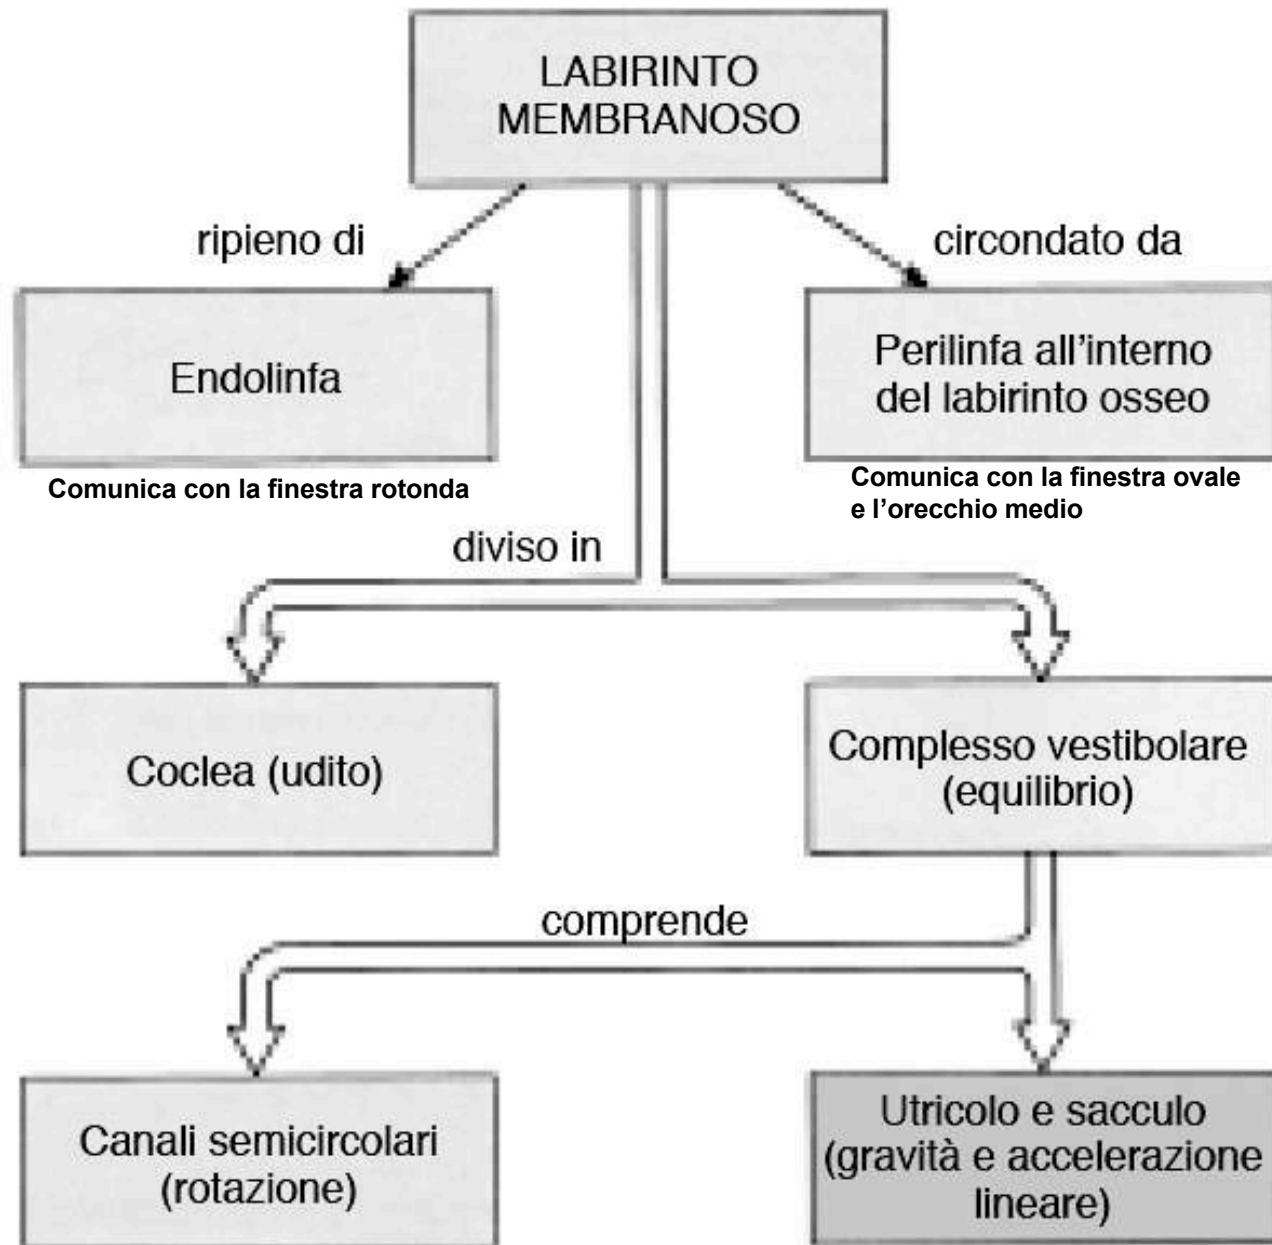 LABIRINTO
MEMBRANOSO
ripieno di
circondato da
Endolinfa
Perilinfa all'interno
del labirinto osseo
Comunica con la finestra rotonda
Comunica con la finestra ovale
e l'orecchio medio
diviso in
Coclea (udito)
Complesso vestibolare
(equilibrio)
comprende
Canali semicircolari
(rotazione)
Utricolo e sacculo
(gravità e accelerazione
lineare)